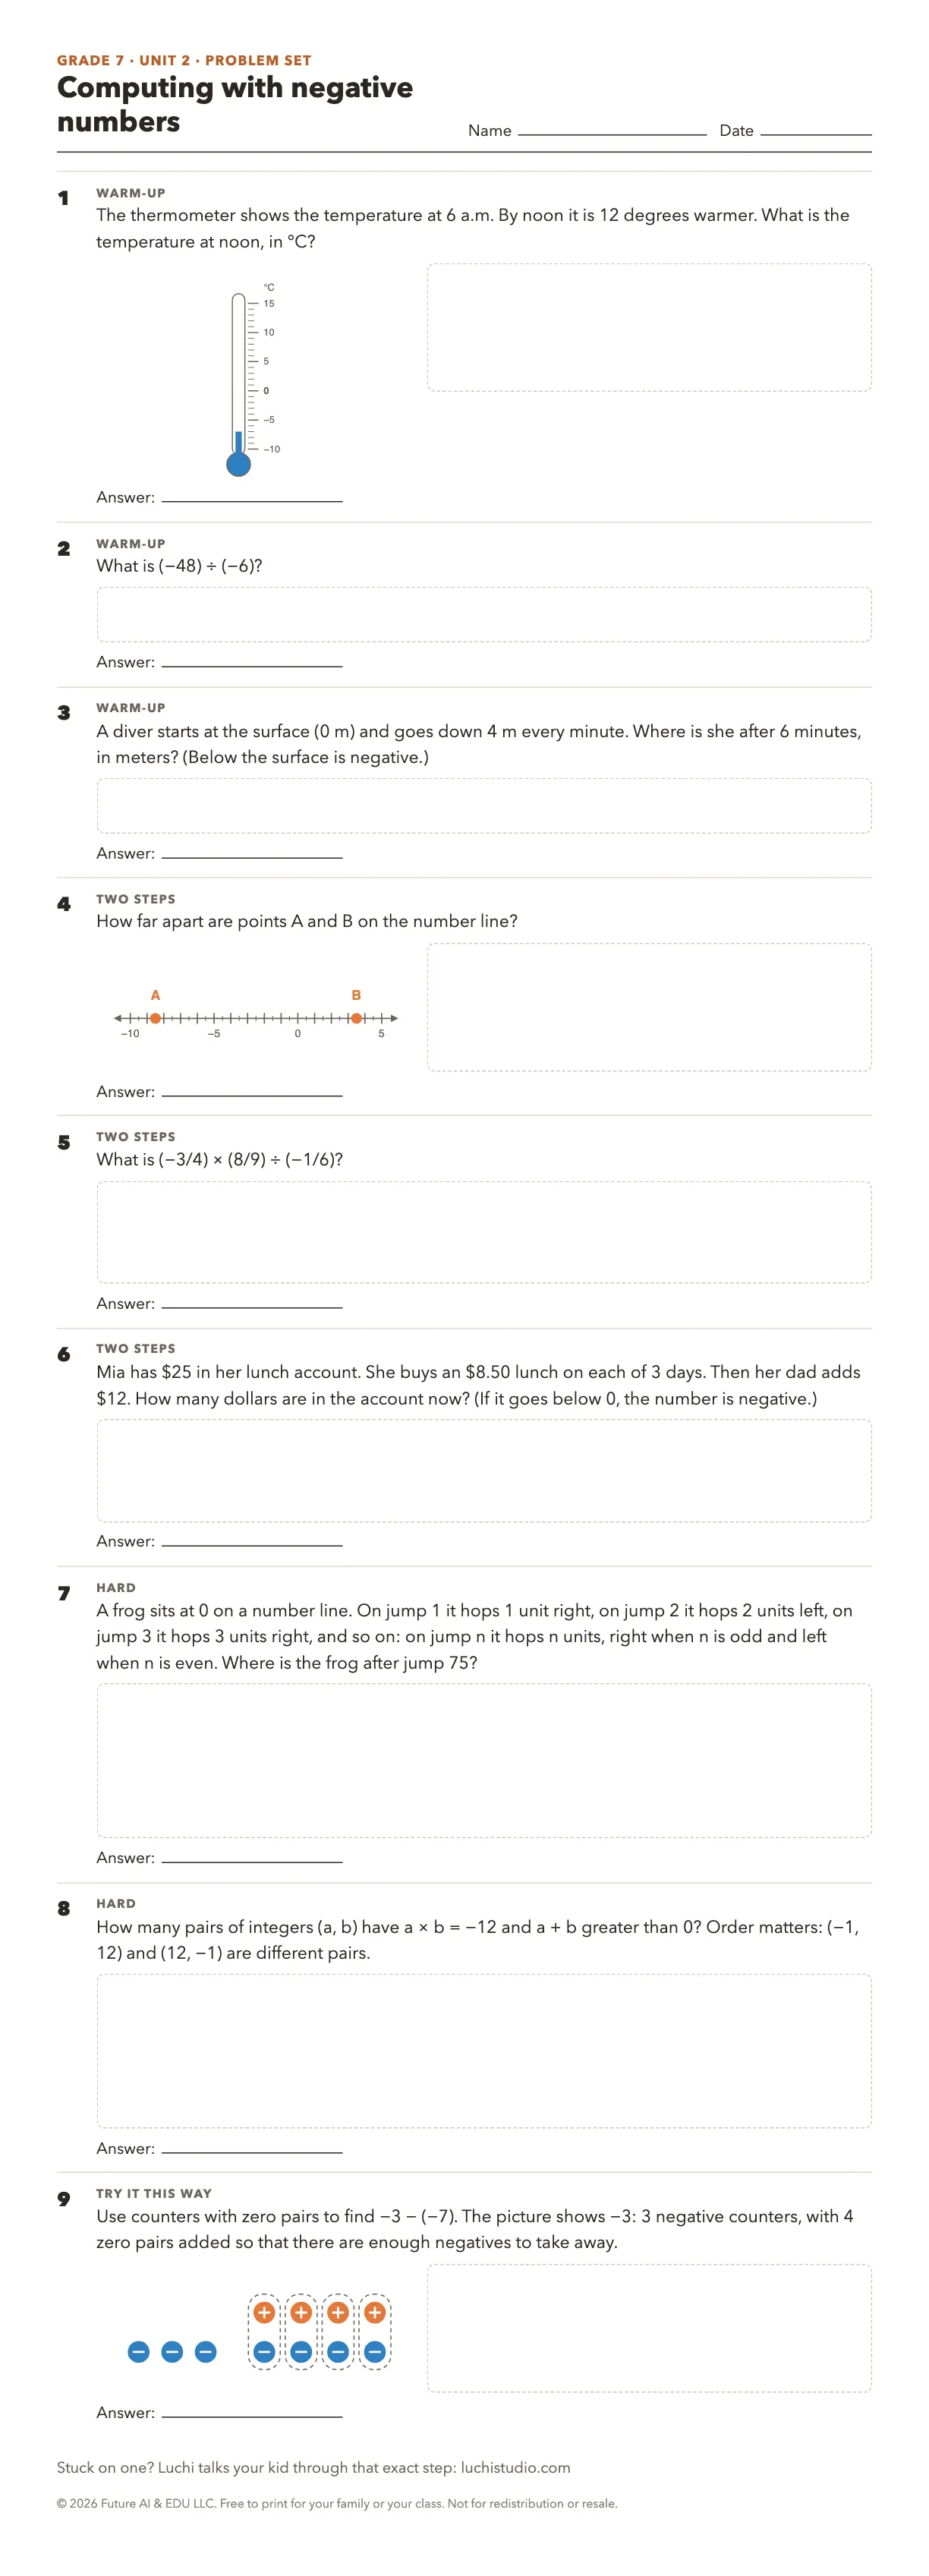 GRADE 7 · UNIT 2 · PROBLEM SET
Computing with negative
numbers
Name
Date
1
WARM-UP
The thermometer shows the temperature at 6 a.m. By noon it is 12 degrees warmer. What is the
temperature at noon, in °C?
°C
15
10
5
0
−5
−10
Answer:
2
WARM-UP
What is (−48) ÷ (−6)?
Answer:
3
WARM-UP
A diver starts at the surface (0 m) and goes down 4 m every minute. Where is she after 6 minutes,
in meters? (Below the surface is negative.)
Answer:
4
TWO STEPS
How far apart are points A and B on the number line?
A B
−10 −5 0 5
Answer:
5
TWO STEPS
What is (−3/4) × (8/9) ÷ (−1/6)?
Answer:
6
TWO STEPS
Mia has $25 in her lunch account. She buys an $8.50 lunch on each of 3 days. Then her dad adds
$12. How many dollars are in the account now? (If it goes below 0, the number is negative.)
Answer:
7
HARD
A frog sits at 0 on a number line. On jump 1 it hops 1 unit right, on jump 2 it hops 2 units left, on
jump 3 it hops 3 units right, and so on: on jump n it hops n units, right when n is odd and left
when n is even. Where is the frog after jump 75?
Answer:
8
HARD
How many pairs of integers (a, b) have a × b = −12 and a + b greater than 0? Order matters: (−1,
12) and (12, −1) are different pairs.
Answer:
9
TRY IT THIS WAY
Use counters with zero pairs to find −3 − (−7). The picture shows −3: 3 negative counters, with 4
zero pairs added so that there are enough negatives to take away.
+ + + +
− − − − − − −
Answer:
Stuck on one? Luchi talks your kid through that exact step: luchistudio.com
© 2026 Future AI & EDU LLC. Free to print for your family or your class. Not for redistribution or resale.